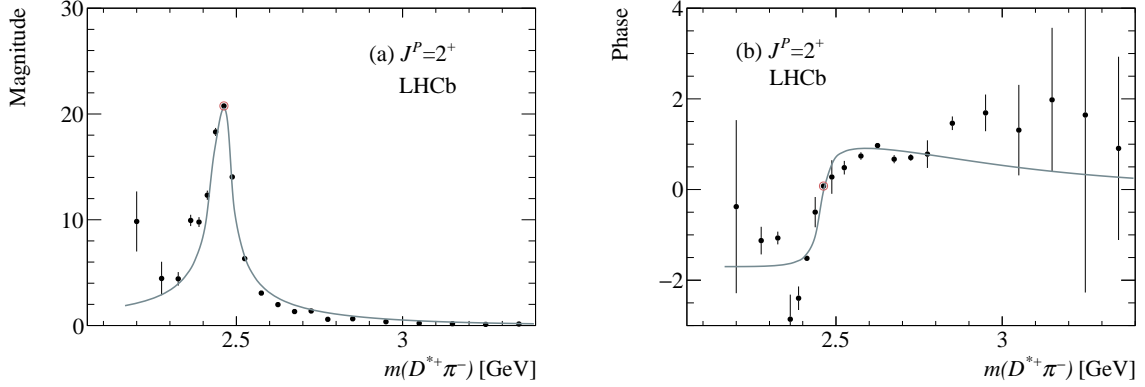 Magnitude
30
20
10
0
2.5
3
(a) J^P=2^+
LHCb
m(D^{*+}π^-) [GeV]
Phase
4
2
0
−2
2.5
3
(b) J^P=2^+
LHCb
m(D^{*+}π^-) [GeV]